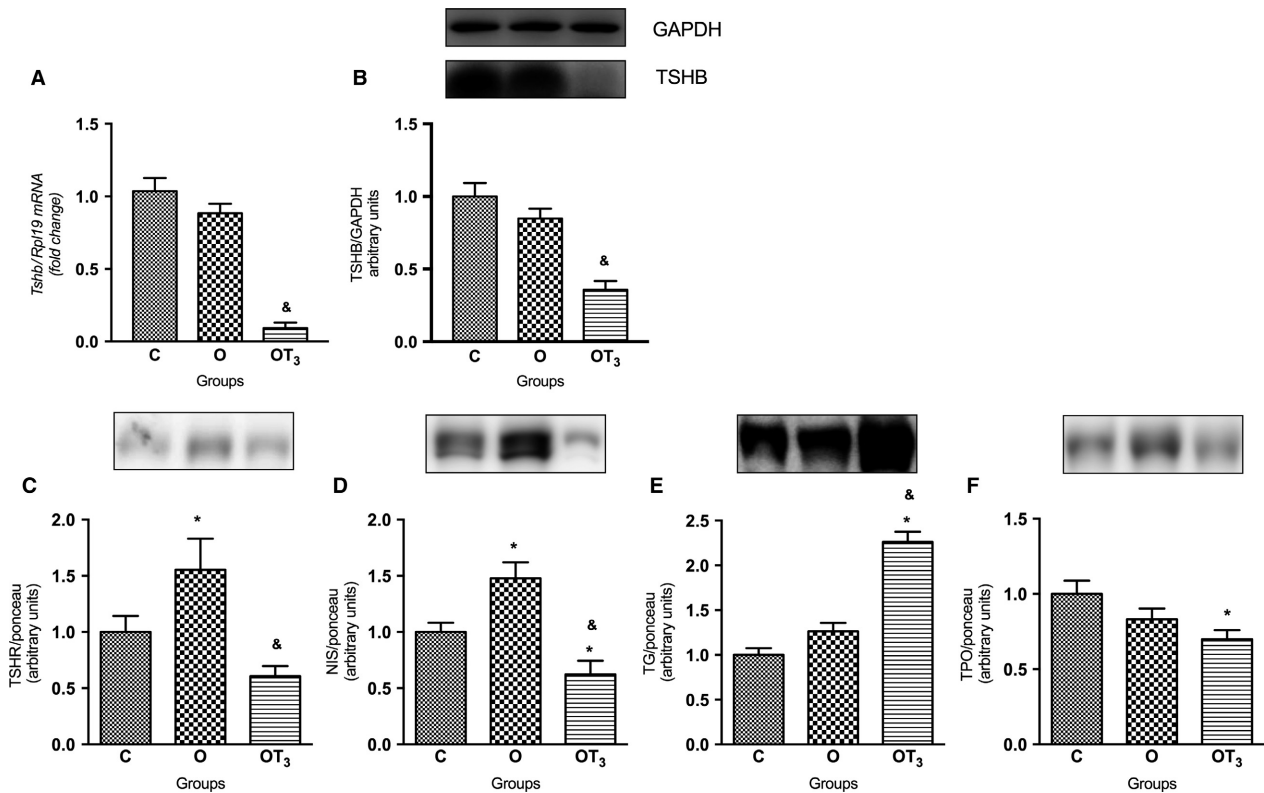 GAPDH
TSHB
A
B
Tshb/Rpl19 mRNA
(fold change)
1.5
1.0
0.5
0.0
&
C
O
OT3
Groups
TSHB/GAPDH
arbitrary units
1.5
1.0
0.5
0.0
&
C
O
OT3
Groups
C
TSHR/ponceau
(arbitrary units)
2.0
1.5
1.0
0.5
0.0
*
&
C
O
OT3
Groups
D
NIS/ponceau
(arbitrary units)
2.0
1.5
1.0
0.5
0.0
*
&
*
C
O
OT3
Groups
E
TG/ponceau
(arbitrary units)
2.5
2.0
1.5
1.0
0.5
0.0
&
*
C
O
OT3
Groups
F
TPO/ponceau
(arbitrary units)
1.5
1.0
0.5
0.0
*
C
O
OT3
Groups